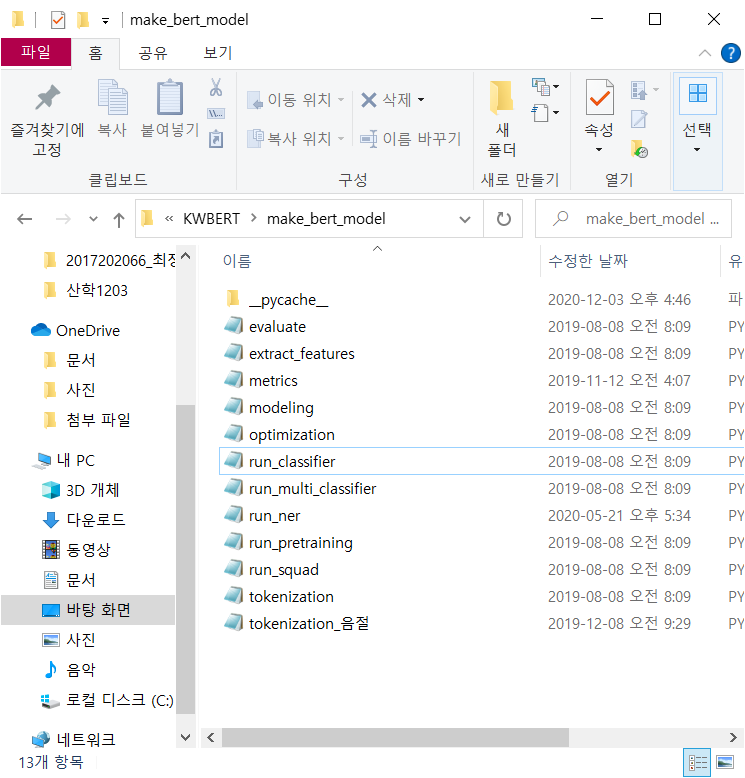 make_bert_model
파일 홈 공유 보기
즐겨찾기에 고정
복사
붙여넣기
클립보드
이동 위치
복사 위치
삭제
이름 바꾸기
구성
새 폴더
새로 만들기
속성
열기
선택
« KWBERT > make_bert_model
make_bert_model ...
2017202066_최정
산학1203
OneDrive
문서
사진
첨부 파일
내 PC
3D 개체
다운로드
동영상
문서
바탕 화면
사진
음악
로컬 디스크 (C:)
네트워크
이름 수정한 날짜 유
__pycache__ 2020-12-03 오후 4:46 파
evaluate 2019-08-08 오전 8:09 PY
extract_features 2019-08-08 오전 8:09 PY
metrics 2019-11-12 오전 4:07 PY
modeling 2019-08-08 오전 8:09 PY
optimization 2019-08-08 오전 8:09 PY
run_classifier 2019-08-08 오전 8:09 PY
run_multi_classifier 2019-08-08 오전 8:09 PY
run_ner 2020-05-21 오후 5:34 PY
run_pretraining 2019-08-08 오전 8:09 PY
run_squad 2019-08-08 오전 8:09 PY
tokenization 2019-08-08 오전 8:09 PY
tokenization_음절 2019-12-08 오전 9:29 PY
13개 항목